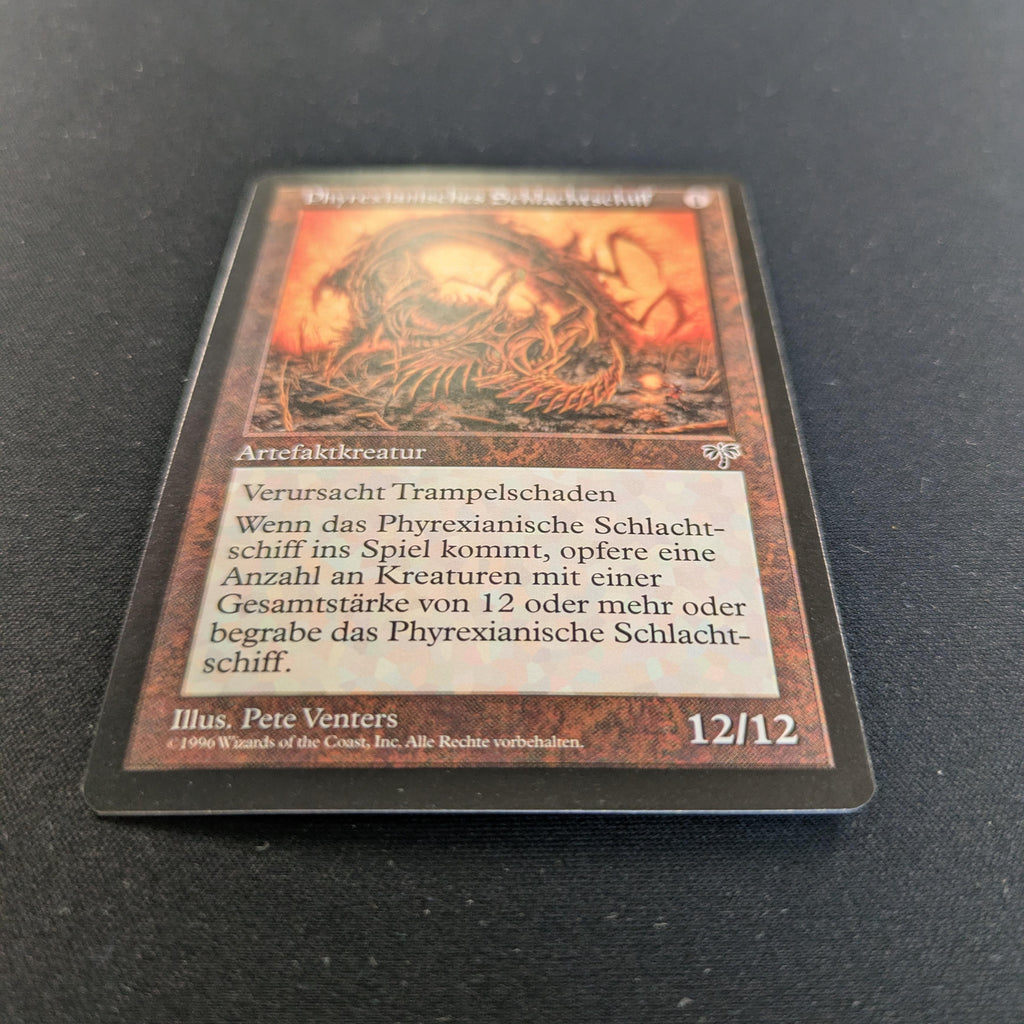 Phyrexianisches Schlachtschiff
Artefaktkreatur
Verursacht Trampelschaden
Wenn das Phyrexianische Schlacht-
schiff ins Spiel kommt, opfere eine
Anzahl an Kreaturen mit einer
Gesamtstärke von 12 oder mehr oder
begrabe das Phyrexianische Schlacht-
schiff.
Illus. Pete Venters
12/12
© 1996 Wizards of the Coast, Inc. Alle Rechte vorbehalten.